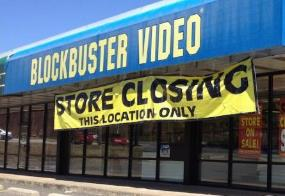 BLOCKBUSTER VIDEO
STORE CLOSING
THIS LOCATION ONLY
STORE
ON
SALE!